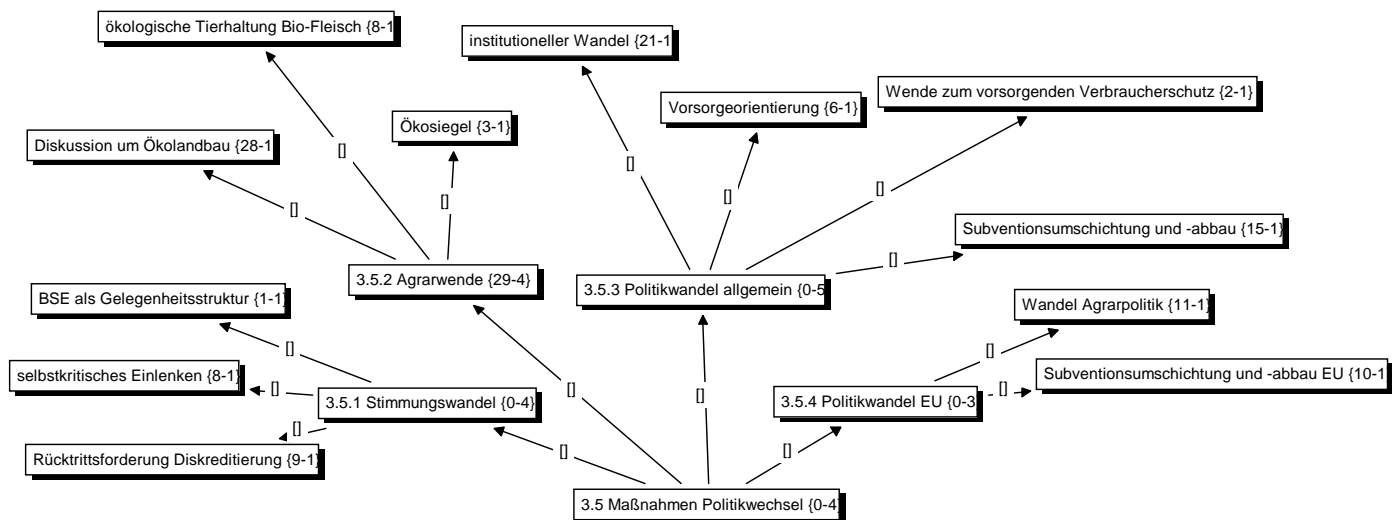 ökologische Tierhaltung Bio-Fleisch {8-1
institutioneller Wandel {21-1
Wende zum vorsorgenden Verbraucherschutz {2-1}
Vorsorgeorientierung {6-1}
Ökosiegel {3-1}
Diskussion um Ökolandbau {28-1
[]
[]
[]
[]
[]
[]
[]
Subventionsumschichtung und -abbau {15-1}
[]
3.5.2 Agrarwende {29-4}
3.5.3 Politikwandel allgemein {0-5
BSE als Gelegenheitsstruktur {1-1}
Wandel Agrarpolitik {11-1}
[]
[]
selbstkritisches Einlenken {8-1}
Subventionsumschichtung und -abbau EU {10-1
[]
[]
[]
[]
3.5.1 Stimmungswandel {0-4}
3.5.4 Politikwandel EU {0-3
[]
Rücktrittsforderung Diskreditierung {9-1}
[]
[]
3.5 Maßnahmen Politikwechsel {0-4}